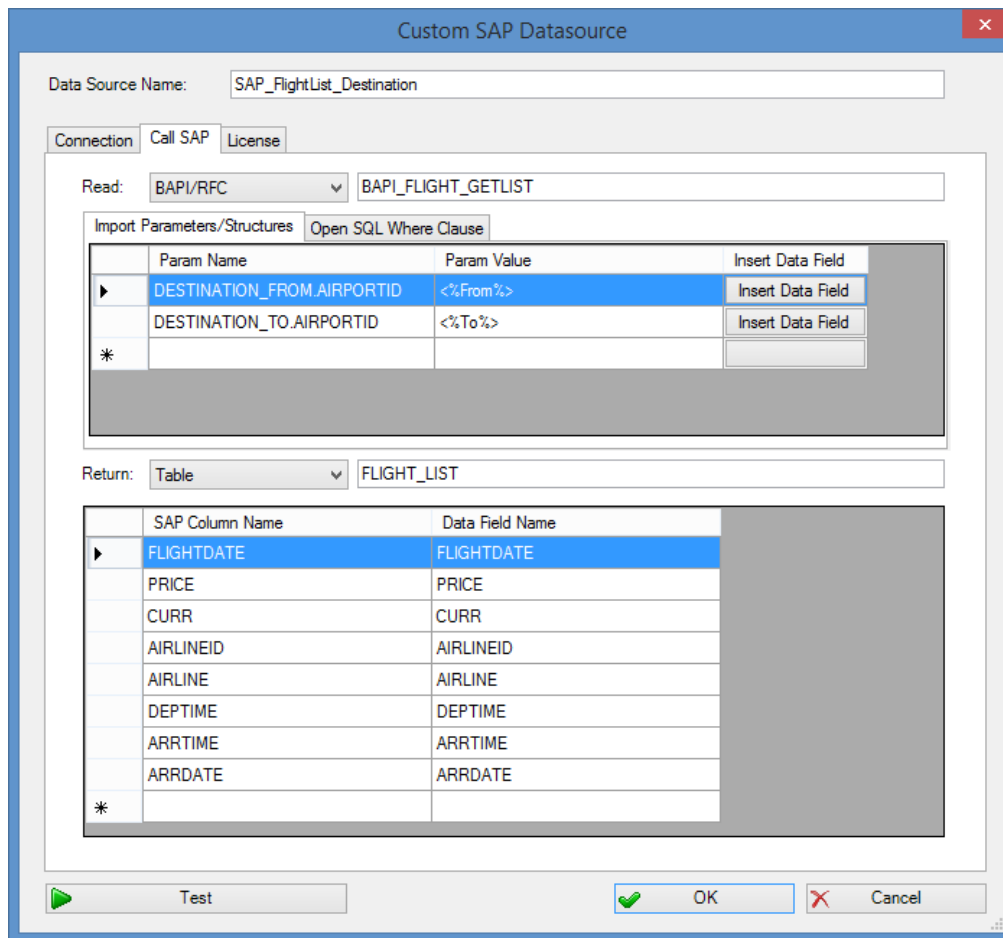 Custom SAP Datasource
Data Source Name: SAP_FlightList_Destination
Connection Call SAP License
Read: BAPI/RFC BAPI_FLIGHT_GETLIST
Import Parameters/Structures Open SQL Where Clause
Param Name Param Value Insert Data Field
DESTINATION_FROM.AIRPORTID <%From%> Insert Data Field
DESTINATION_TO.AIRPORTID <%To%> Insert Data Field
Return: Table FLIGHT_LIST
SAP Column Name Data Field Name
FLIGHTDATE FLIGHTDATE
PRICE PRICE
CURR CURR
AIRLINEID AIRLINEID
AIRLINE AIRLINE
DEPTIME DEPTIME
ARRTIME ARRTIME
ARRDATE ARRDATE
Test OK Cancel